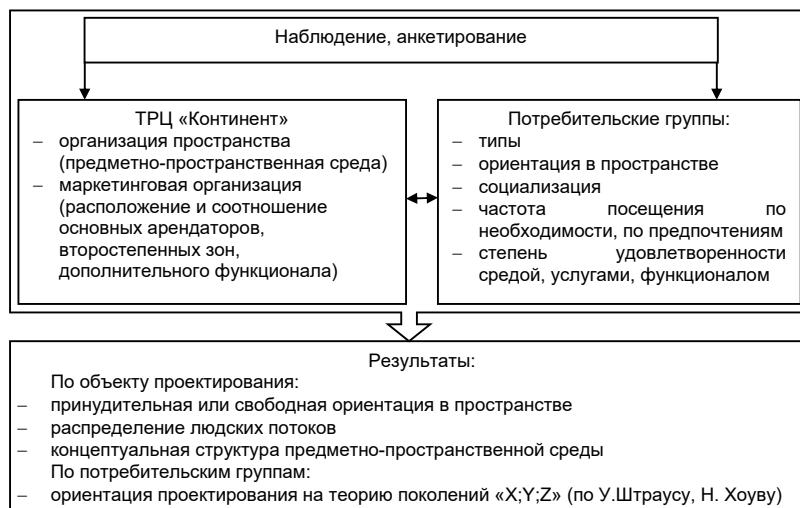 Наблюдение, анкетирование
ТРЦ «Континент»
– организация пространства
(предметно-пространственная среда)
– маркетинговая организация
(расположение и соотношение
основных арендаторов,
второстепенных зон,
дополнительного функционала)
Потребительские группы:
– типы
– ориентация в пространстве
– социализация
– частота посещения по
необходимости, по предпочтениям
– степень удовлетворенности
средой, услугами, функционалом
Результаты:
По объекту проектирования:
– принудительная или свободная ориентация в пространстве
– распределение людских потоков
– концептуальная структура предметно-пространственной среды
По потребительским группам:
– ориентация проектирования на теорию поколений «X;Y;Z» (по У.Штраусу, Н. Хоуву)